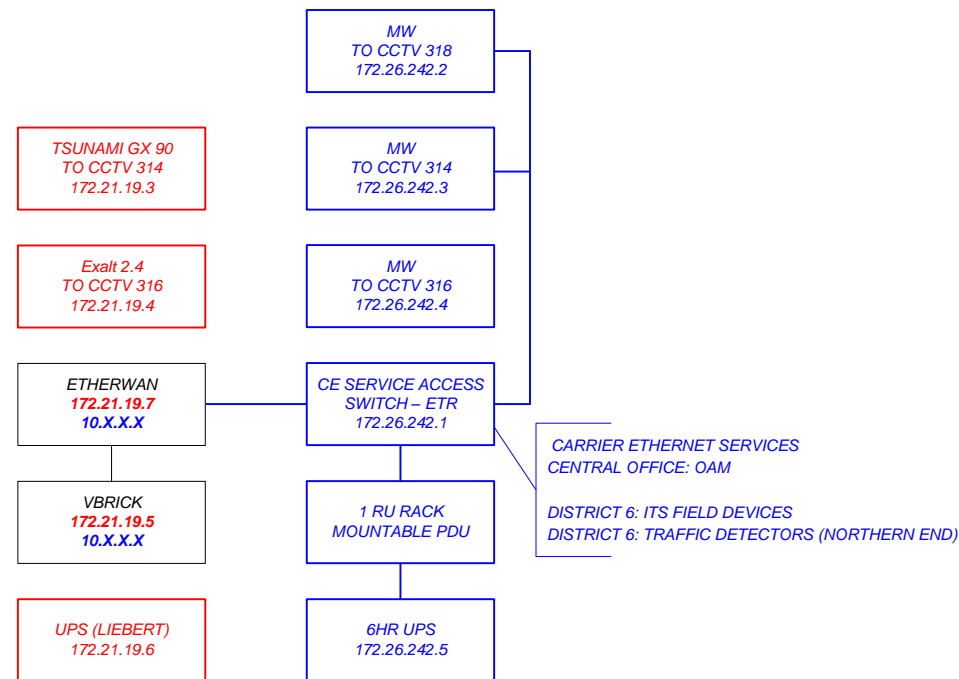 MW
TO CCTV 318
172.26.242.2
TSUNAMI GX 90
TO CCTV 314
172.21.19.3
MW
TO CCTV 314
172.26.242.3
Exalt 2.4
TO CCTV 316
172.21.19.4
MW
TO CCTV 316
172.26.242.4
ETHERWAN
172.21.19.7
10.X.X.X
CE SERVICE ACCESS
SWITCH – ETR
172.26.242.1
CARRIER ETHERNET SERVICES
CENTRAL OFFICE: OAM
DISTRICT 6: ITS FIELD DEVICES
DISTRICT 6: TRAFFIC DETECTORS (NORTHERN END)
VBRICK
172.21.19.5
10.X.X.X
1 RU RACK
MOUNTABLE PDU
UPS (LIEBERT)
172.21.19.6
6HR UPS
172.26.242.5